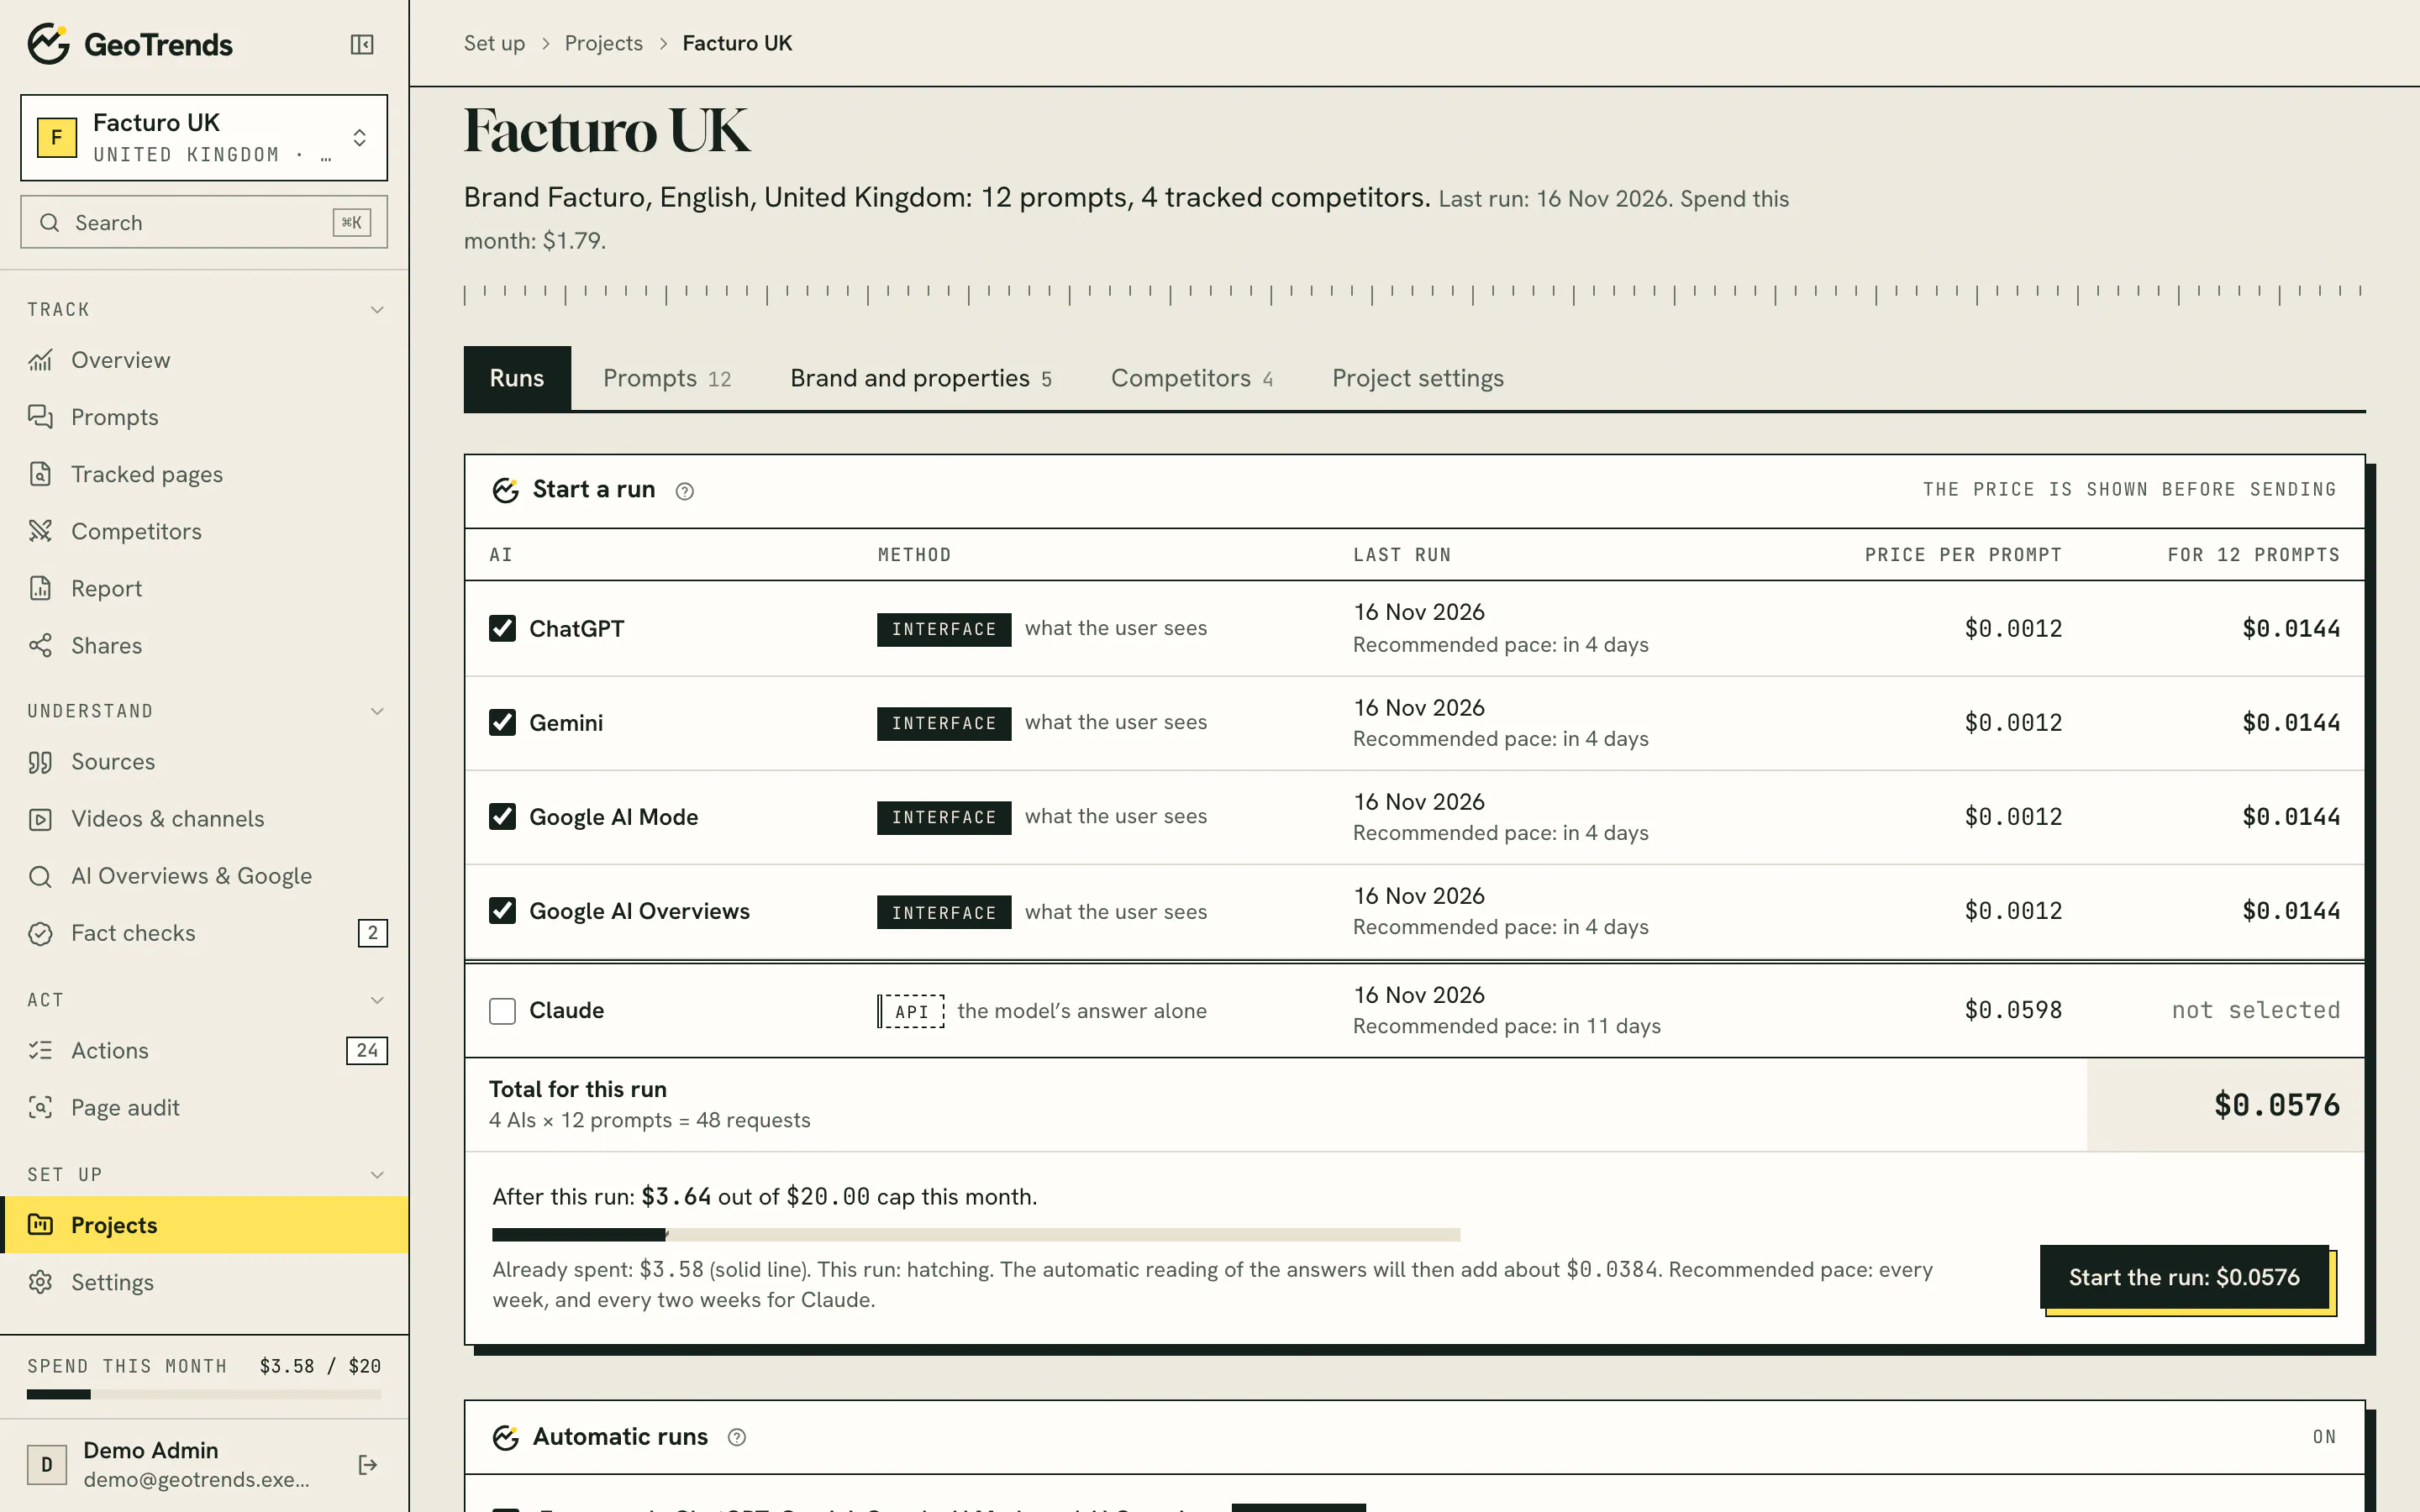 GeoTrends
F
Facturo UK
UNITED KINGDOM · …
Search
⌘K
TRACK
Overview
Prompts
Tracked pages
Competitors
Report
Shares
UNDERSTAND
Sources
Videos & channels
AI Overviews & Google
Fact checks 2
ACT
Actions 24
Page audit
SET UP
Projects
Settings
SPEND THIS MONTH $3.58 / $20
D
Demo Admin
demo@geotrends.exe...
Set up > Projects > Facturo UK
Facturo UK
Brand Facturo, English, United Kingdom: 12 prompts, 4 tracked competitors. Last run: 16 Nov 2026. Spend this
month: $1.79.
Runs Prompts 12 Brand and properties 5 Competitors 4 Project settings
Start a run ? THE PRICE IS SHOWN BEFORE SENDING
AI METHOD LAST RUN PRICE PER PROMPT FOR 12 PROMPTS
ChatGPT INTERFACE what the user sees 16 Nov 2026 $0.0012 $0.0144
Recommended pace: in 4 days
Gemini INTERFACE what the user sees 16 Nov 2026 $0.0012 $0.0144
Recommended pace: in 4 days
Google AI Mode INTERFACE what the user sees 16 Nov 2026 $0.0012 $0.0144
Recommended pace: in 4 days
Google AI Overviews INTERFACE what the user sees 16 Nov 2026 $0.0012 $0.0144
Recommended pace: in 4 days
Claude API the model’s answer alone 16 Nov 2026 $0.0598 not selected
Recommended pace: in 11 days
Total for this run $0.0576
4 AIs × 12 prompts = 48 requests
After this run: $3.64 out of $20.00 cap this month.
Already spent: $3.58 (solid line). This run: hatching. The automatic reading of the answers will then add about $0.0384. Recommended pace: every
week, and every two weeks for Claude.
Start the run: $0.0576
Automatic runs ? ON